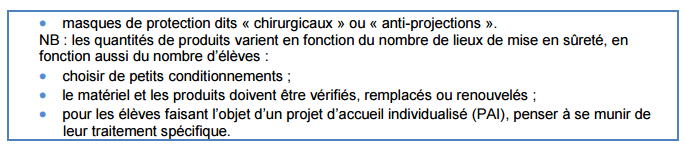 • masques de protection dits « chirurgicaux » ou « anti-projections ».
NB : les quantités de produits varient en fonction du nombre de lieux de mise en sûreté, en
fonction aussi du nombre d’élèves :
• choisir de petits conditionnements ;
• le matériel et les produits doivent être vérifiés, remplacés ou renouvelés ;
• pour les élèves faisant l’objet d’un projet d’accueil individualisé (PAI), penser à se munir de
leur traitement spécifique.